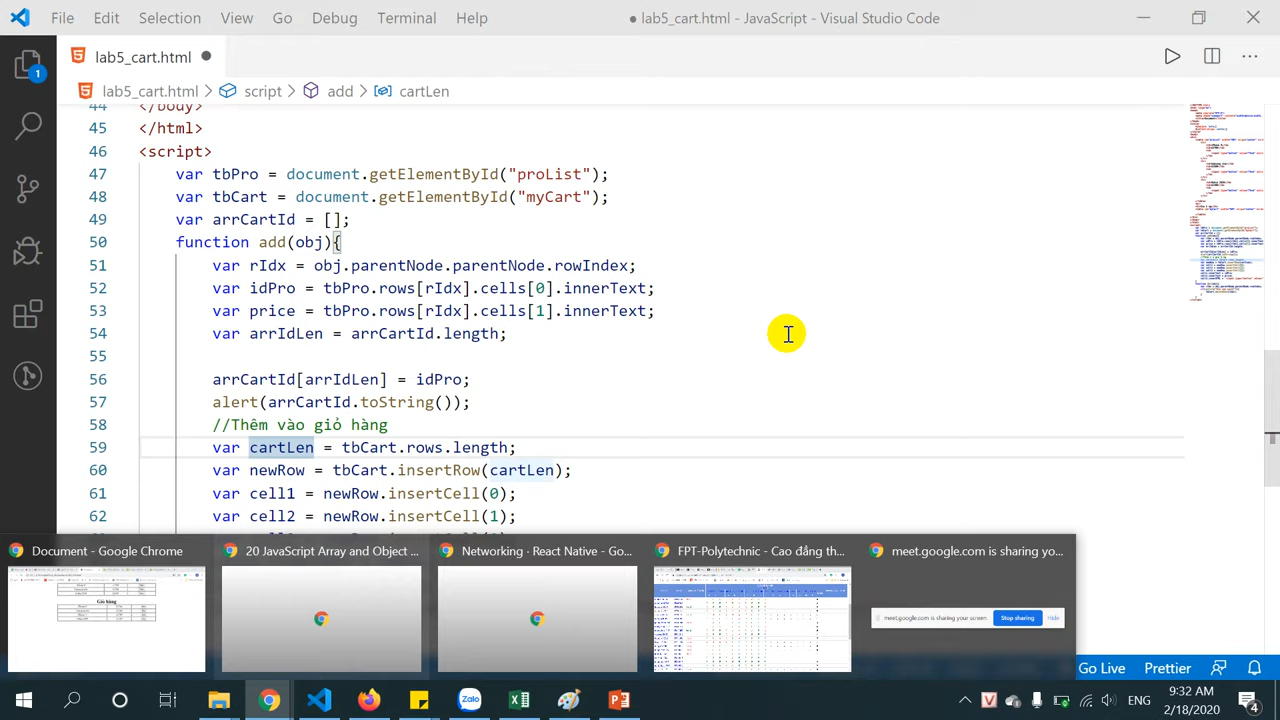 File Edit Selection View Go Debug Terminal Help
● lab5_cart.html - JavaScript - Visual Studio Code
lab5_cart.html
lab5_cart.html > script > add > cartLen
44 </body>
45 </html>
46 <script>
47 var tbPro = document.getElementById("proList");
48 var tbCart = document.getElementById("myCart");
49 var arrCartId = [];
50 function add(obj){
51 var rIdx = obj.parentNode.parentNode.rowIndex;
52 var idPro = tbPro.rows[rIdx].cells[0].innerText;
53 var price = tbPro.rows[rIdx].cells[1].innerText;
54 var arrIdLen = arrCartId.length;
55
56 arrCartId[arrIdLen] = idPro;
57 alert(arrCartId.toString());
58 //Thêm vào giỏ hàng
59 var cartLen = tbCart.rows.length;
60 var newRow = tbCart.insertRow(cartLen);
61 var cell1 = newRow.insertCell(0);
62 var cell2 = newRow.insertCell(1);
Document - Google Chrome
20 JavaScript Array and Object ...
New pricing · React Native - Go...
FPT-Polytechnic - cao đẳng th...
meet.google.com is sharing yo...
Giỏ hàng
meet.google.com is sharing your screen.
Stop sharing
Hide
Go Live
Prettier
1
Zalo
ENG
3:32 AM
2/18/2020
4